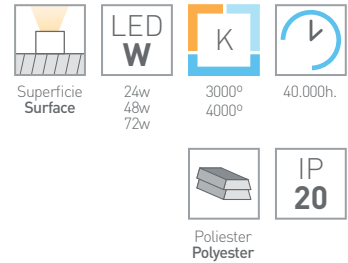 LED
W
K
Superficie
Surface
24w
48w
72w
3000º
4000º
40.000h.
IP
20
Poliester
Polyester